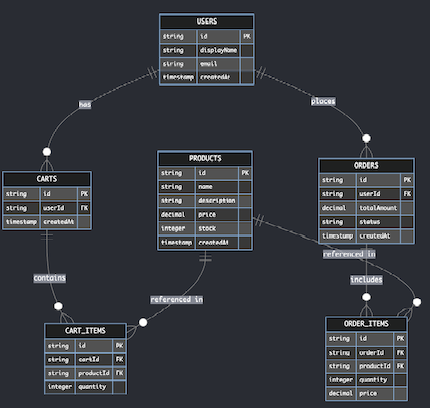 USERS
string id PK
string displayName
string email
timestamp createdAt
has
places
PRODUCTS
string id PK
string name
string description
decimal price
integer stock
timestamp createdAt
ORDERS
string id PK
string userId FK
decimal totalAmount
string status
timestamp createdAt
CARTS
string id PK
string userId FK
timestamp createdAt
referenced in
contains
includes
referenced in
CART_ITEMS
string id PK
string cartId FK
string productId FK
integer quantity
ORDER_ITEMS
string id PK
string orderId FK
string productId FK
integer quantity
decimal price